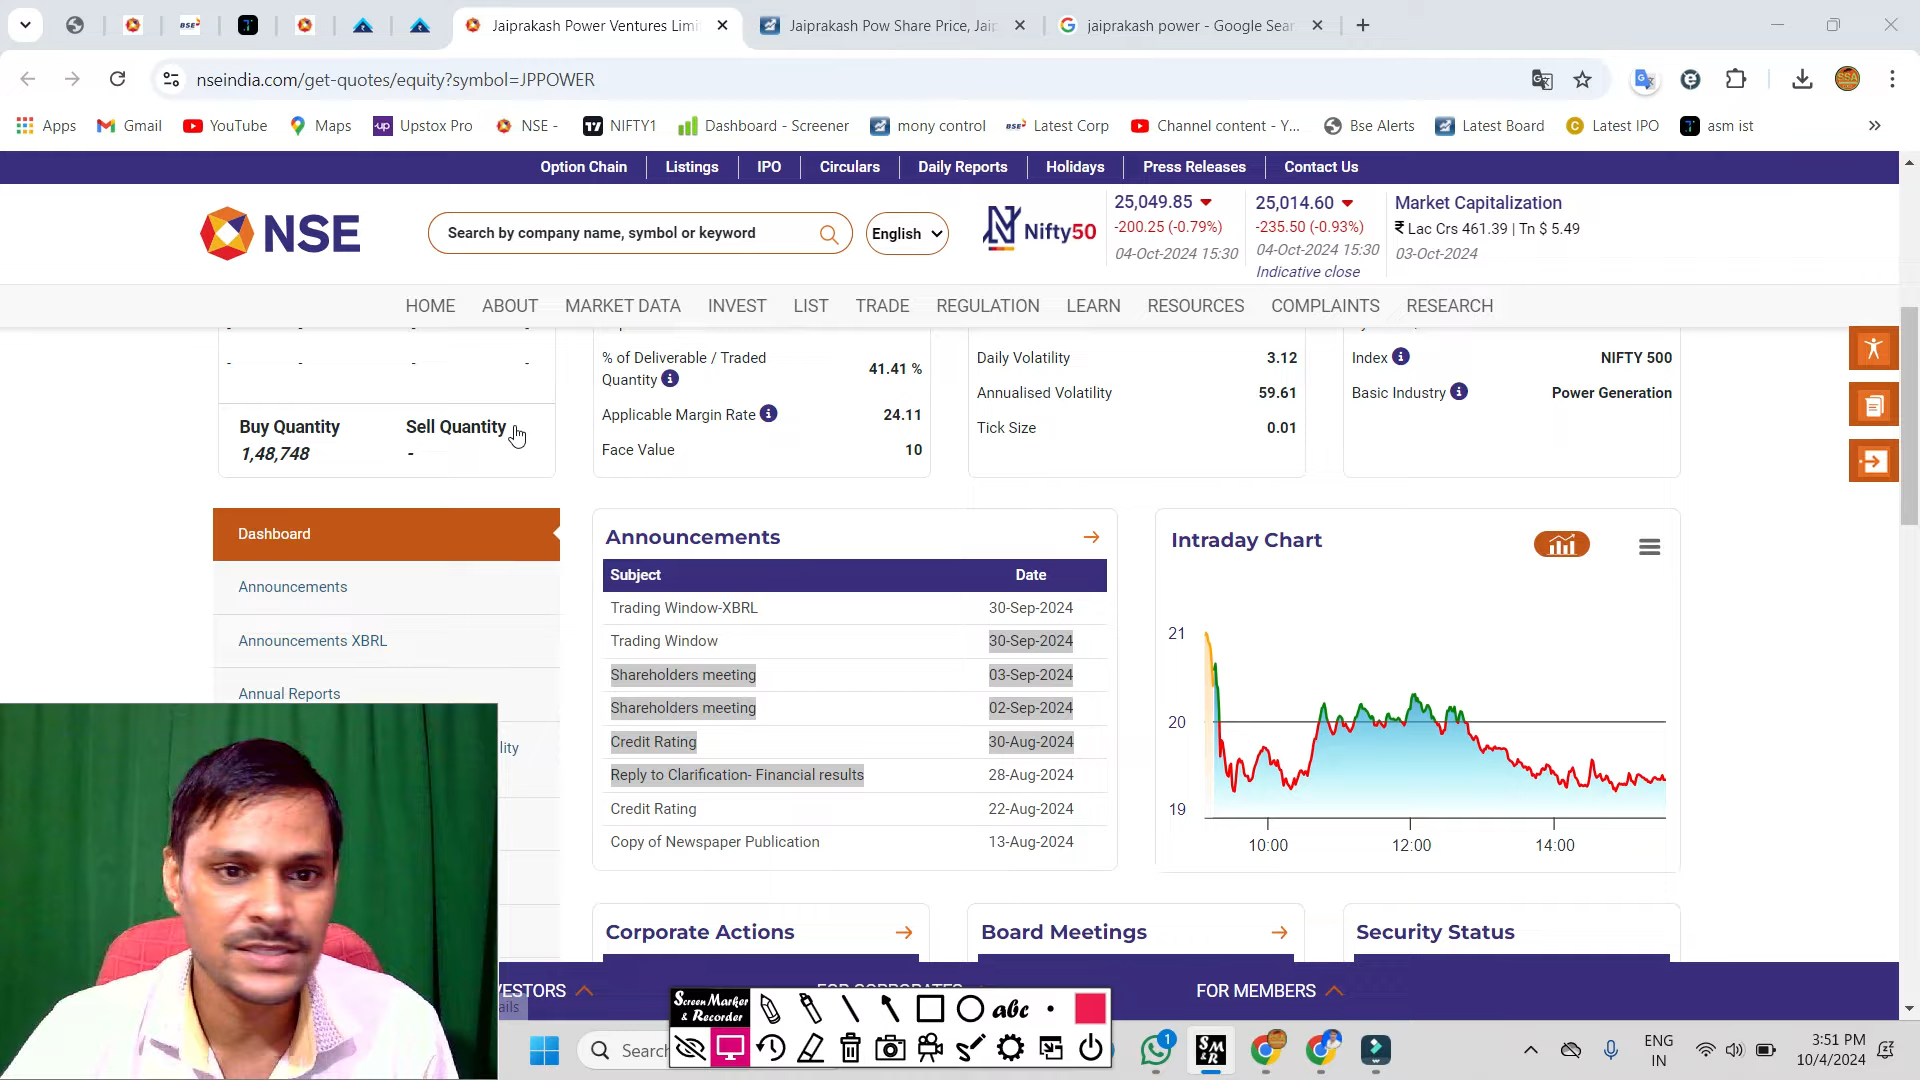 Jaiprakash Power Ventures Limi
Jaiprakash Pow Share Price, Jaip
jaiprakash power - Google Sear
nseindia.com/get-quotes/equity?symbol=JPPOWER
Apps
Gmail
YouTube
Maps
Upstox Pro
NSE -
NIFTY1
Dashboard - Screener
mony control
Latest Corp
Channel content - Y...
Bse Alerts
Latest Board
Latest IPO
asm ist
Option Chain
Listings
IPO
Circulars
Daily Reports
Holidays
Press Releases
Contact Us
NSE
Search by company name, symbol or keyword
English
Nifty50
25,049.85
-200.25 (-0.79%)
04-Oct-2024 15:30
25,014.60
-235.50 (-0.93%)
04-Oct-2024 15:30
Indicative close
Market Capitalization
₹ Lac Crs 461.39 | Tn $ 5.49
03-Oct-2024
HOME
ABOUT
MARKET DATA
INVEST
LIST
TRADE
REGULATION
LEARN
RESOURCES
COMPLAINTS
RESEARCH
- - - -
- - - -
Buy Quantity
Sell Quantity
1,48,748
-
% of Deliverable / Traded
Quantity
41.41 %
Applicable Margin Rate
24.11
Face Value
10
Daily Volatility
3.12
Annualised Volatility
59.61
Tick Size
0.01
Index
NIFTY 500
Basic Industry
Power Generation
Dashboard
Announcements
Announcements XBRL
Annual Reports
lity
Announcements
Subject Date
Trading Window-XBRL 30-Sep-2024
Trading Window 30-Sep-2024
Shareholders meeting 03-Sep-2024
Shareholders meeting 02-Sep-2024
Credit Rating 30-Aug-2024
Reply to Clarification- Financial results 28-Aug-2024
Credit Rating 22-Aug-2024
Copy of Newspaper Publication 13-Aug-2024
Intraday Chart
21
20
19
10:00
12:00
14:00
Corporate Actions
Board Meetings
Security Status
VESTORS
FOR CORPORATES
FOR MEMBERS
ails
Screen Marker
& Recorder
abc
Search
1
SM
&R
ENG
IN
3:51 PM
10/4/2024